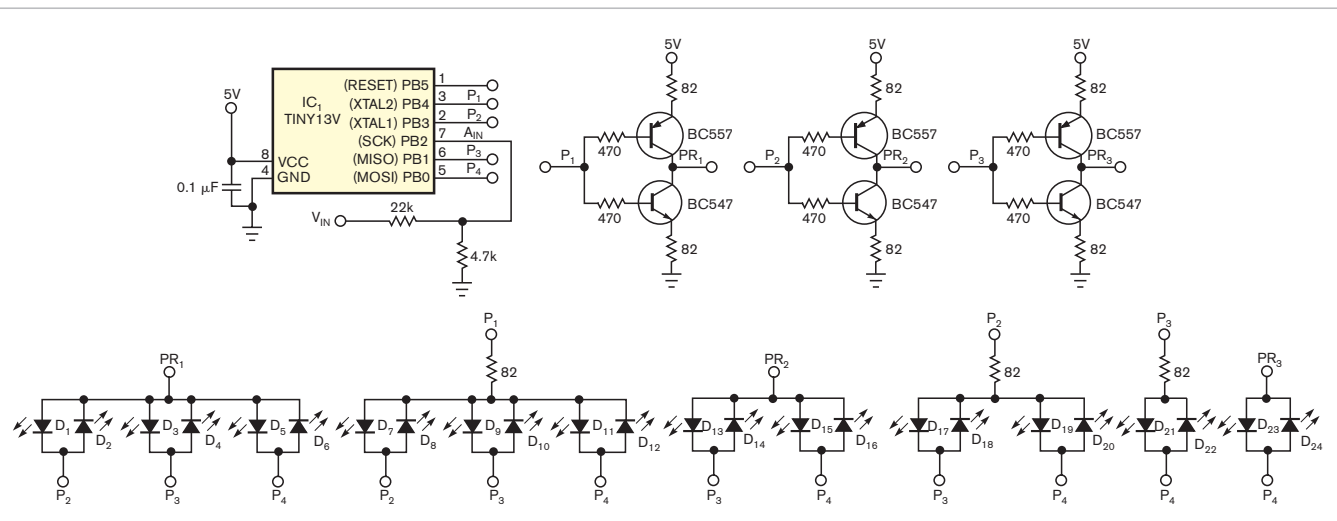 5V
0.1 µF
IC1
TINY13V
8 VCC
4 GND
(RESET) PB5 1
(XTAL2) PB4 3 P1
(XTAL1) PB3 2 P2
(SCK) PB2 7 AIN
(MISO) PB1 6 P3
(MOSI) PB0 5 P4
VIN
22k
4.7k
5V
82
BC557
470
P1
PR1
470
BC547
82
5V
82
BC557
470
P2
PR2
470
BC547
82
5V
82
BC557
470
P3
PR3
470
BC547
82
PR1
D1 D2 D3 D4 D5 D6
P2 P3 P4
P1
82
D7 D8 D9 D10 D11 D12
P2 P3 P4
PR2
D13 D14 D15 D16
P3 P4
P2
82
D17 D18 D19 D20
P3 P4
P3
82
D21 D22
P4
PR3
D23 D24
P4